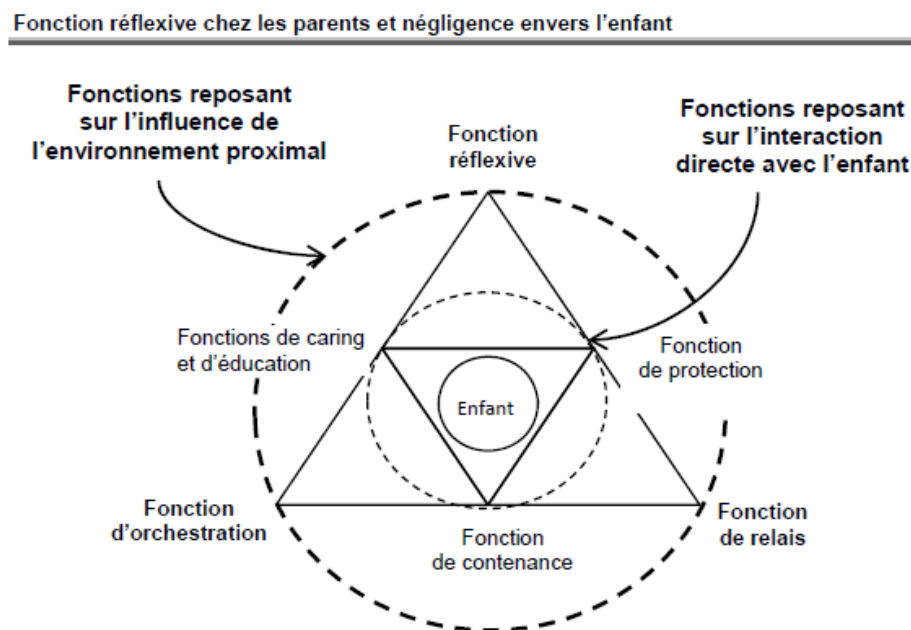 Fonction réflexive chez les parents et négligence envers l'enfant
Fonctions reposant
sur l'influence de
l'environnement proximal
Fonction
réflexive
Fonctions reposant
sur l'interaction
directe avec l'enfant
Fonctions de caring
et d'éducation
Fonction
de protection
Enfant
Fonction
d'orchestration
Fonction
de contenance
Fonction
de relais